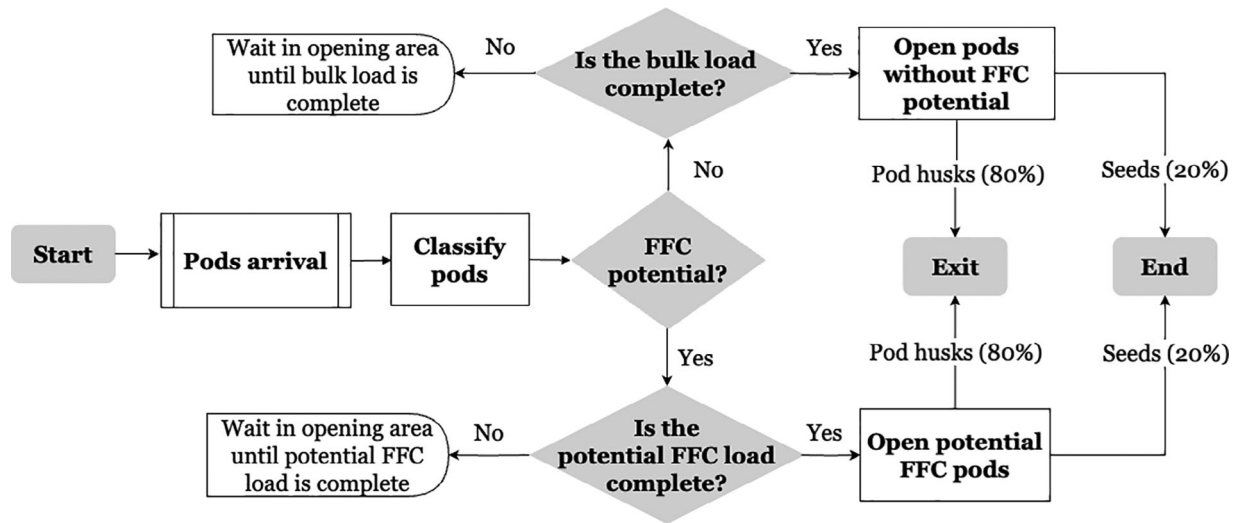 Wait in opening area
until bulk load is
complete
No
Is the bulk load
complete?
Yes
Open pods
without FFC
potential
No
Pod husks (80%)
Seeds (20%)
Start
Pods arrival
Classify
pods
FFC
potential?
Exit
End
Yes
Pod husks (80%)
Seeds (20%)
Wait in opening area
until potential FFC
load is complete
No
Is the
potential FFC load
complete?
Yes
Open potential
FFC pods